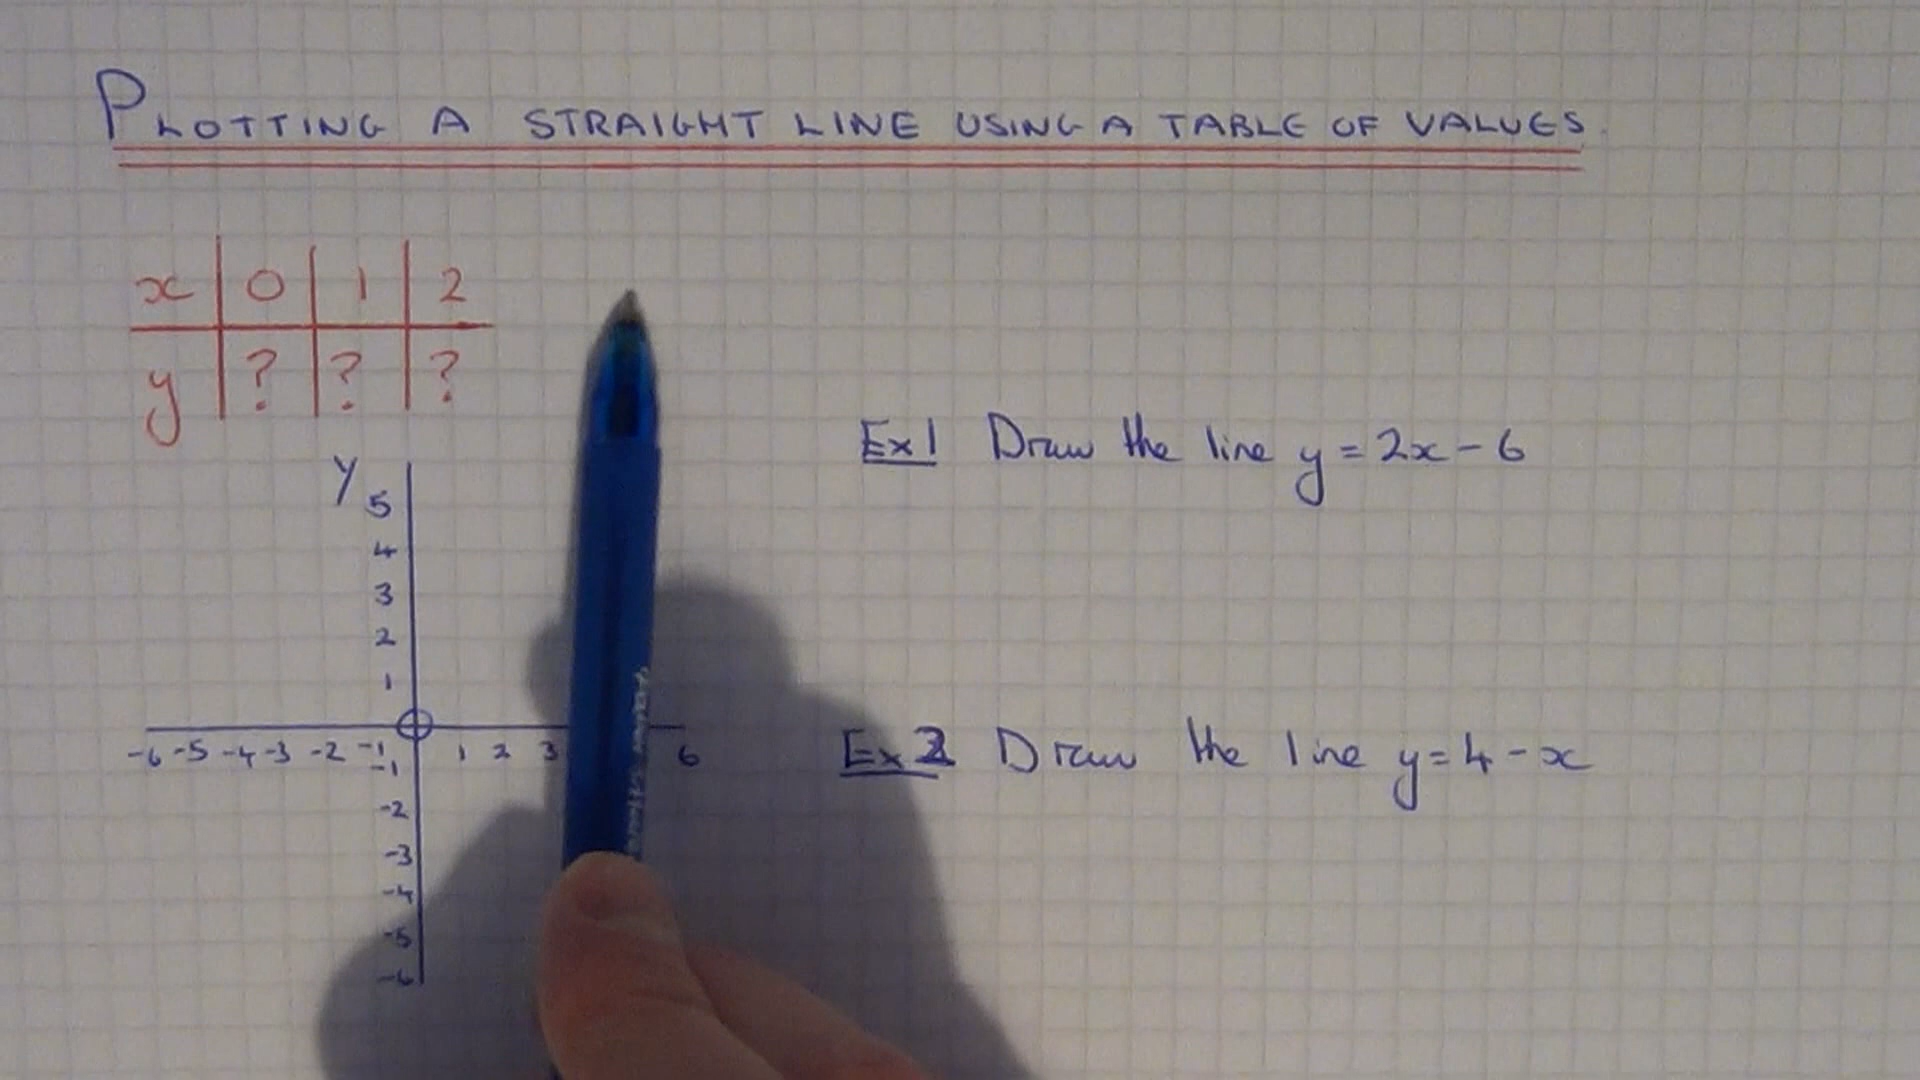 PLOTTING A STRAIGHT LINE USING A TABLE OF VALUES
x 0 1 2
y ? ? ?
Ex1 Draw the line y = 2x - 6
y
5
4
3
2
1
-6 -5 -4 -3 -2 -1 1 2 3 6
Ex 2 Draw the line y = 4 - x
-1
-2
-3
-4
-5
-6